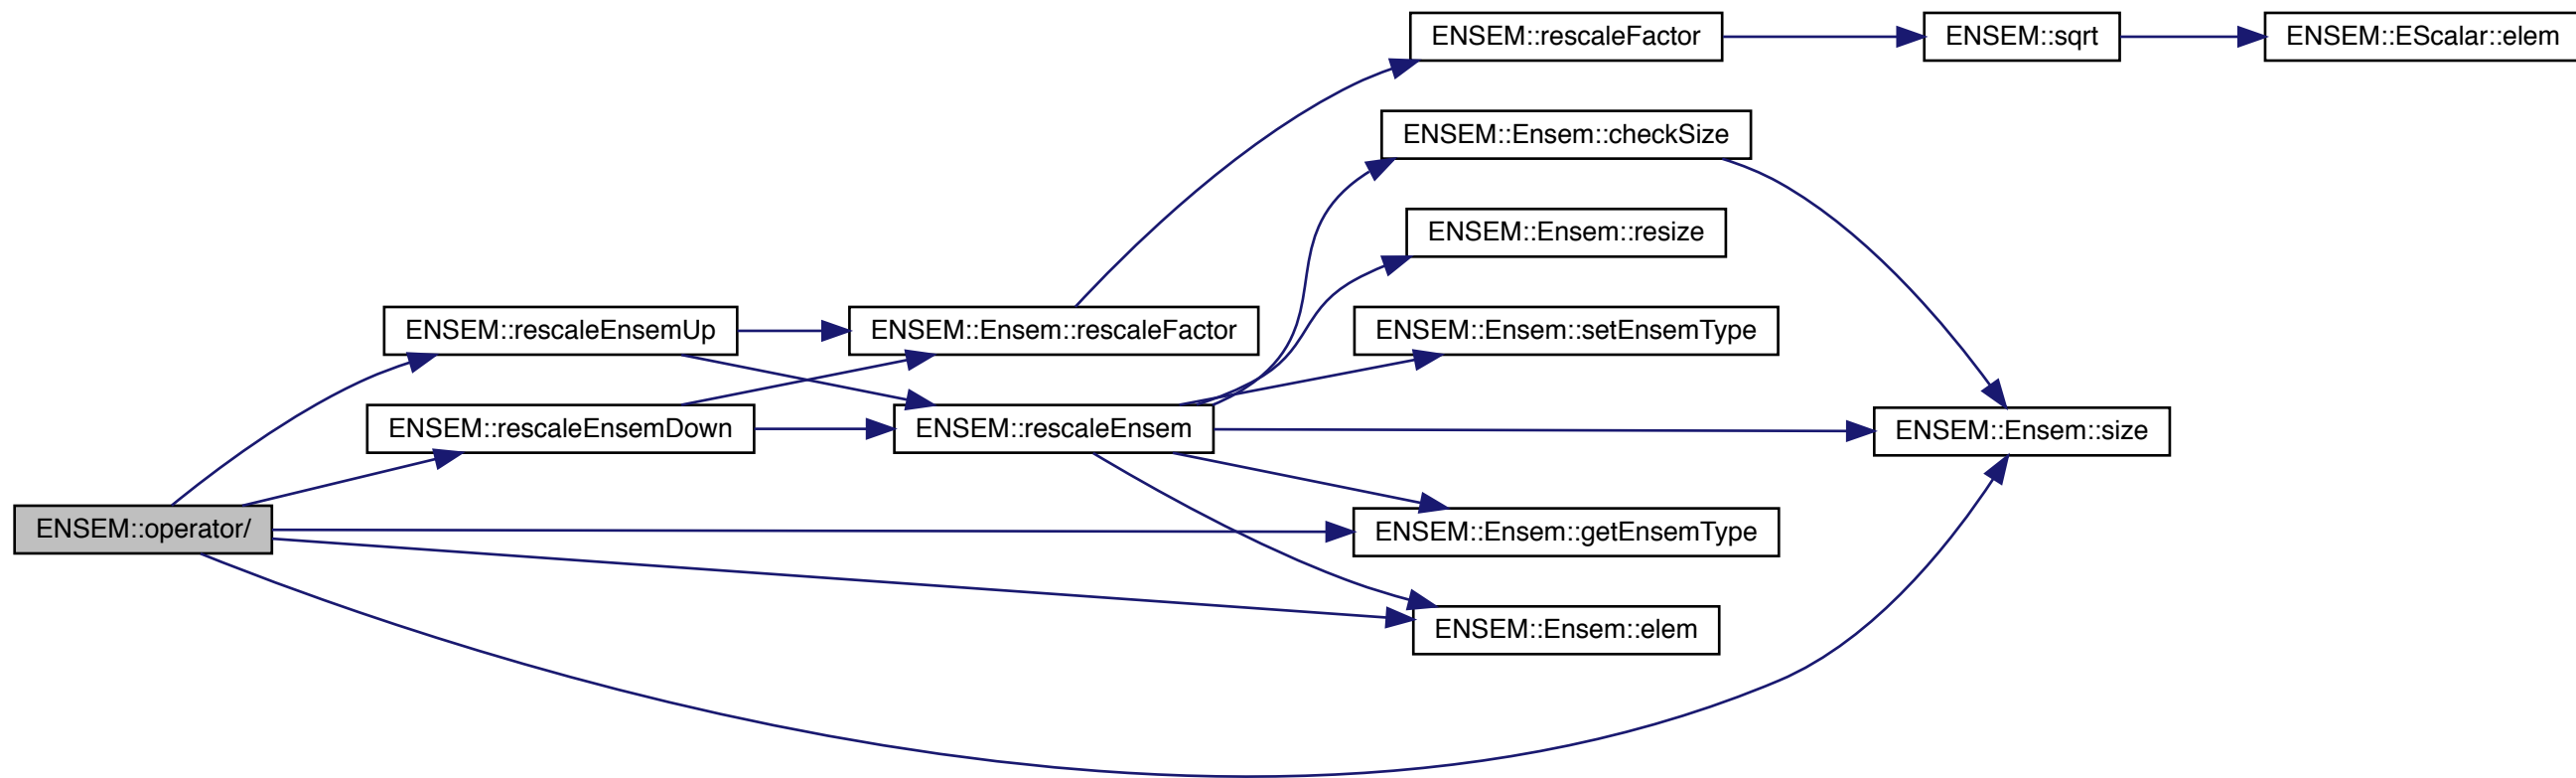 ENSEM::rescaleFactor
ENSEM::sqrt
ENSEM::EScalar::elem
ENSEM::Ensem::checkSize
ENSEM::Ensem::resize
ENSEM::rescaleEnsemUp
ENSEM::Ensem::rescaleFactor
ENSEM::Ensem::setEnsemType
ENSEM::rescaleEnsemDown
ENSEM::rescaleEnsem
ENSEM::Ensem::size
ENSEM::operator/
ENSEM::Ensem::getEnsemType
ENSEM::Ensem::elem